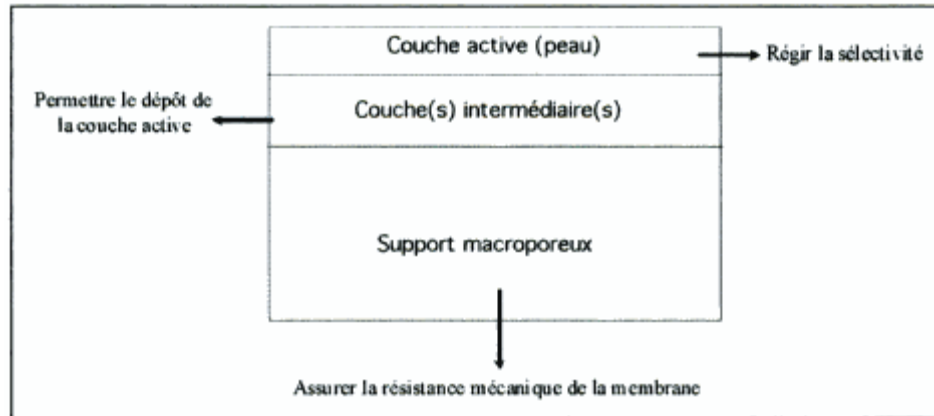 Couche active (peau)
Régir la sélectivité
Permettre le dépôt de
la couche active
Couche(s) intermédiaire(s)
Support macroporeux
Assurer la résistance mécanique de la membrane